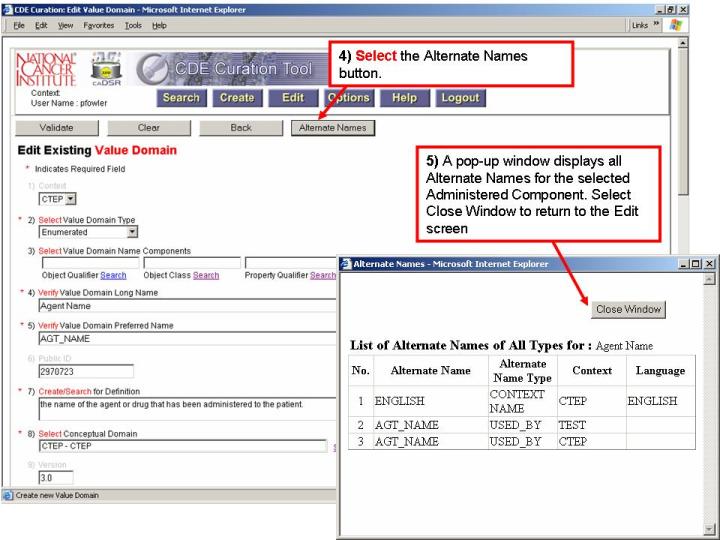 CDE Curation: Edit Value Domain - Microsoft Internet Explorer
File Edit View Favorites Tools Help
Links »
NATIONAL
CANCER
INSTITUTE
caDSR
CDE Curation Tool
Context:
User Name : pfowler
Search Create Edit Options Help Logout
4) Select the Alternate Names
button.
Validate Clear Back Alternate Names
Edit Existing Value Domain
* Indicates Required Field
1) Context
CTEP
* 2) Select Value Domain Type
Enumerated
3) Select Value Domain Name Components
Object Qualifier Search Object Class Search Property Qualifier Search
* 4) Verify Value Domain Long Name
Agent Name
* 5) Verify Value Domain Preferred Name
AGT_NAME
6) Public ID
2970723
* 7) Create/Search for Definition
the name of the agent or drug that has been administered to the patient.
* 8) Select Conceptual Domain
CTEP - CTEP
9) Version
3.0
Create new Value Domain
5) A pop-up window displays all
Alternate Names for the selected
Administered Component. Select
Close Window to return to the Edit
screen
Alternate Names - Microsoft Internet Explorer
Close Window
List of Alternate Names of All Types for : Agent Name
No. Alternate Name Alternate Name Type Context Language
1 ENGLISH CONTEXT NAME CTEP ENGLISH
2 AGT_NAME USED_BY TEST
3 AGT_NAME USED_BY CTEP